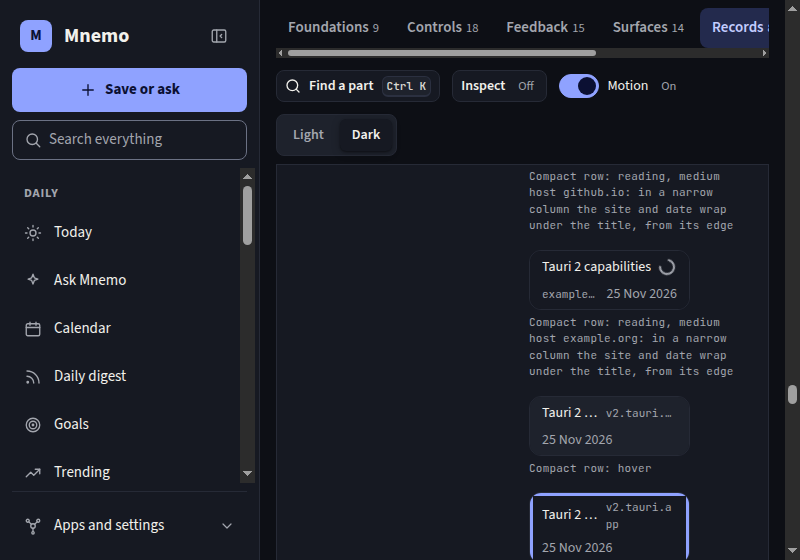 M Mnemo
Save or ask
Search everything
DAILY
Today
Ask Mnemo
Calendar
Daily digest
Goals
Trending
Apps and settings
Foundations 9 Controls 18 Feedback 15 Surfaces 14 Records
Find a part Ctrl K Inspect Off Motion On
Light Dark
Compact row: reading, medium
host github.io: in a narrow
column the site and date wrap
under the title, from its edge
Tauri 2 capabilities
example… 25 Nov 2026
Compact row: reading, medium
host example.org: in a narrow
column the site and date wrap
under the title, from its edge
Tauri 2 … v2.tauri.…
25 Nov 2026
Compact row: hover
Tauri 2 … v2.tauri.a
pp
25 Nov 2026